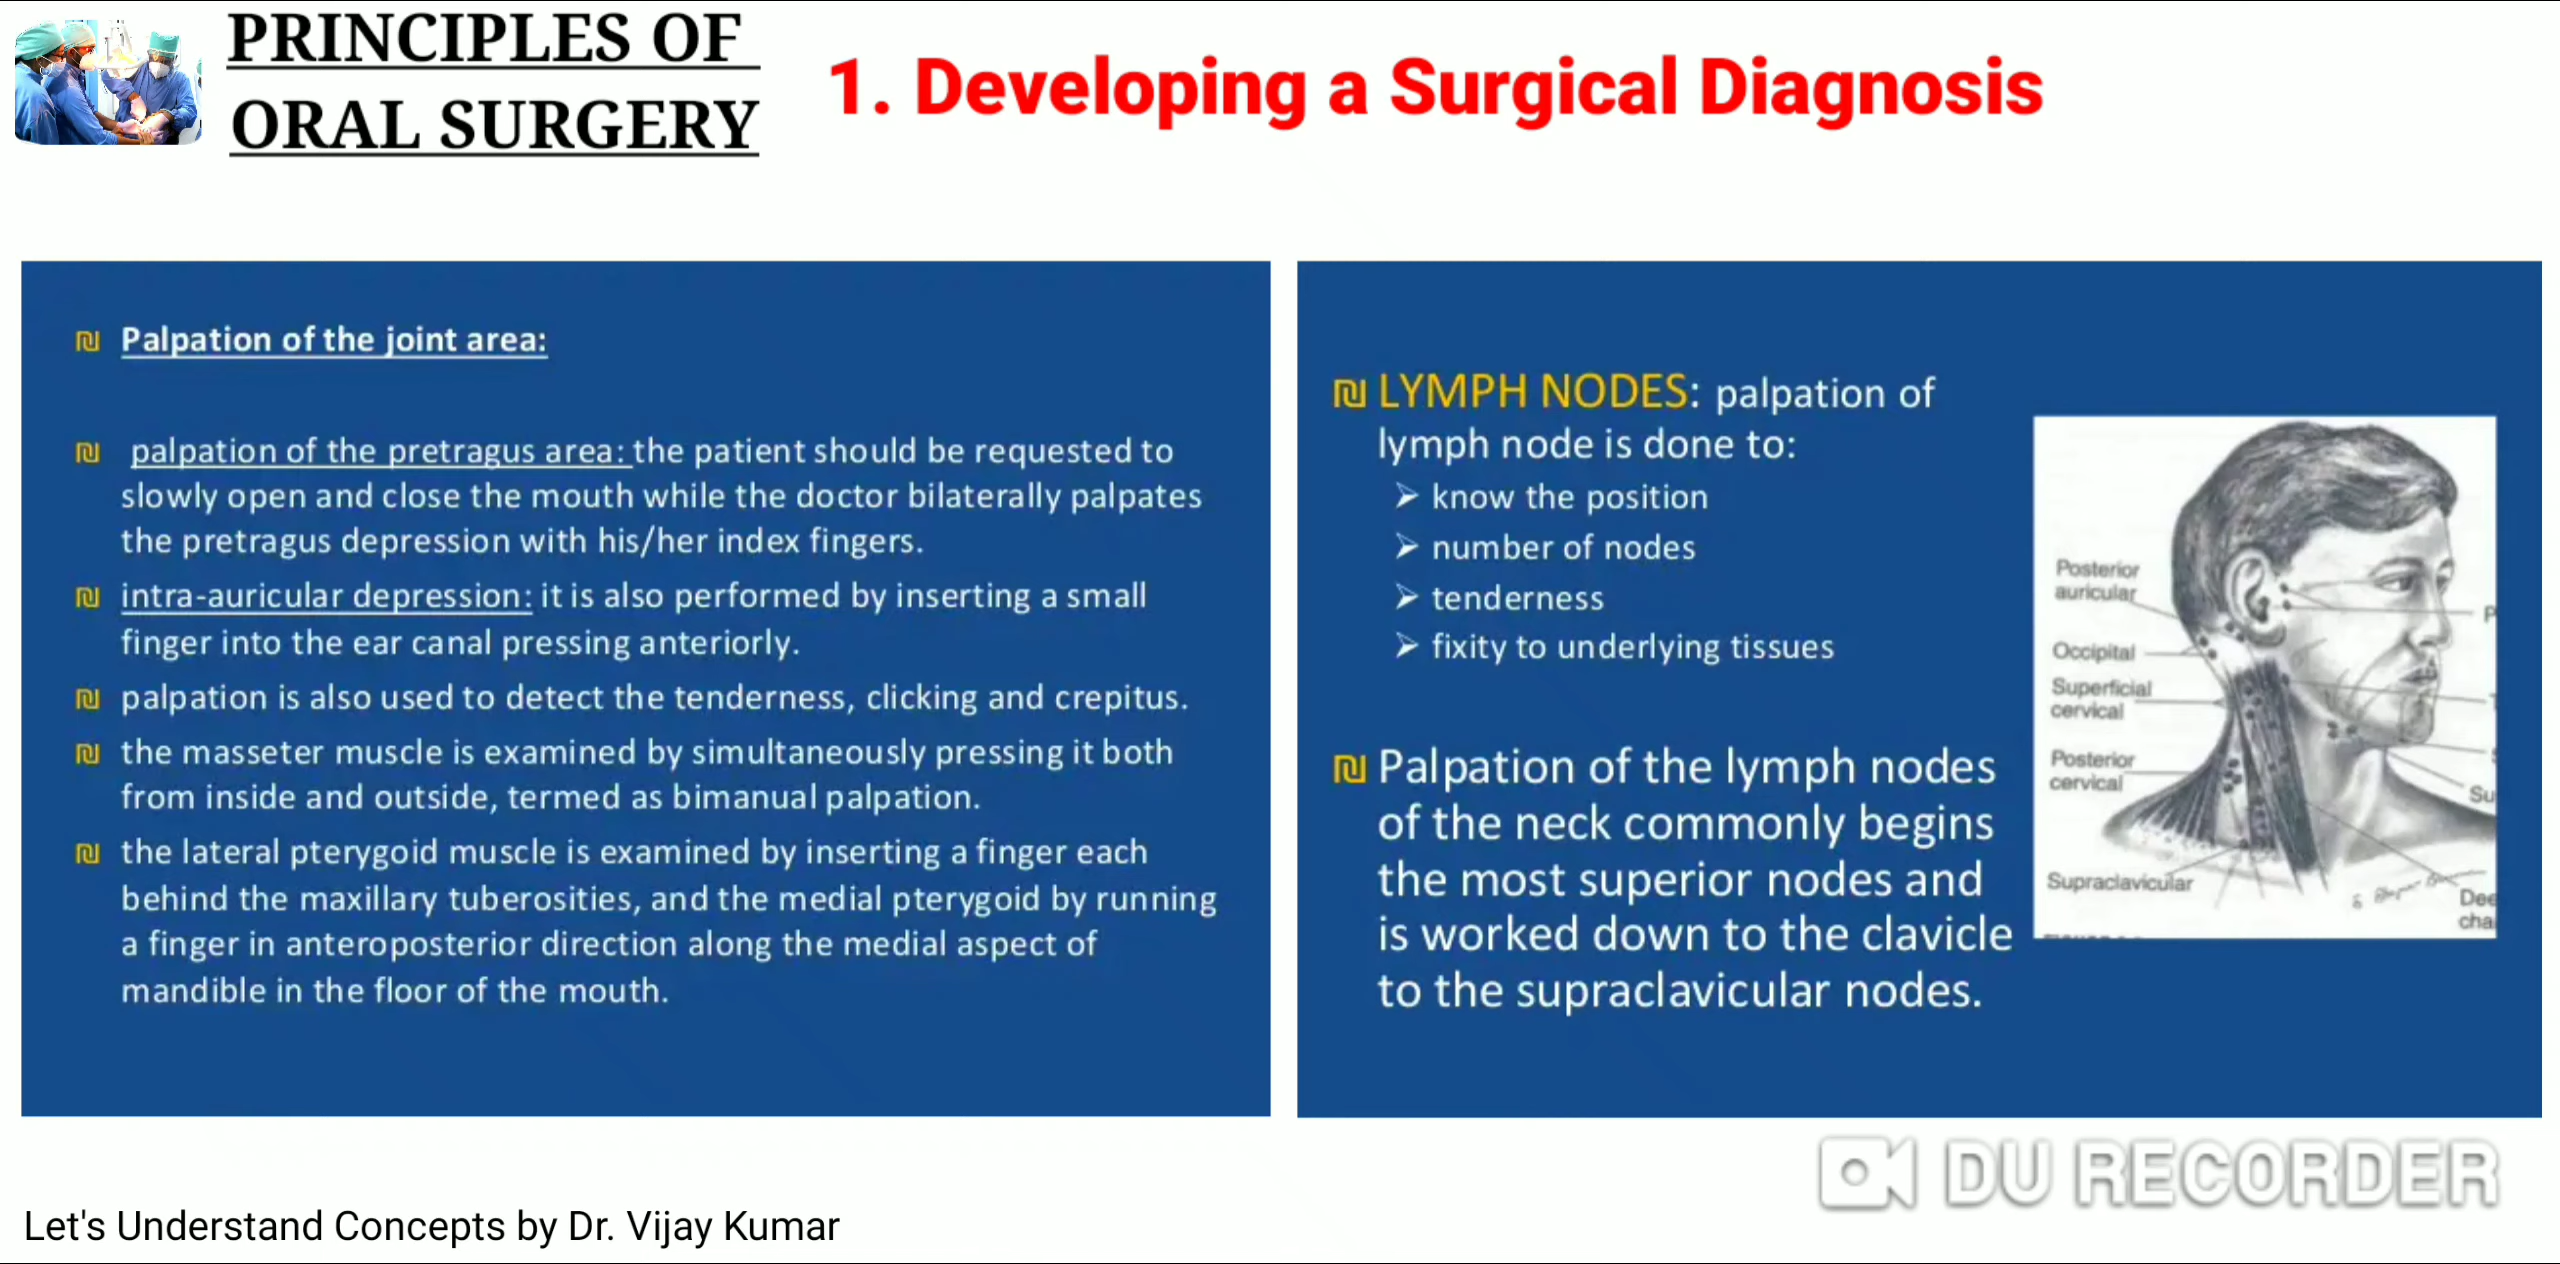 PRINCIPLES OF
ORAL SURGERY
1. Developing a Surgical Diagnosis
Palpation of the joint area:
palpation of the pretragus area: the patient should be requested to
slowly open and close the mouth while the doctor bilaterally palpates
the pretragus depression with his/her index fingers.
intra-auricular depression: it is also performed by inserting a small
finger into the ear canal pressing anteriorly.
palpation is also used to detect the tenderness, clicking and crepitus.
the masseter muscle is examined by simultaneously pressing it both
from inside and outside, termed as bimanual palpation.
the lateral pterygoid muscle is examined by inserting a finger each
behind the maxillary tuberosities, and the medial pterygoid by running
a finger in anteroposterior direction along the medial aspect of
mandible in the floor of the mouth.
LYMPH NODES: palpation of
lymph node is done to:
➢ know the position
➢ number of nodes
➢ tenderness
➢ fixity to underlying tissues
Palpation of the lymph nodes
of the neck commonly begins
the most superior nodes and
is worked down to the clavicle
to the supraclavicular nodes.
Posterior
auricular
Occipital
Superficial
cervical
Posterior
cervical
Supraclavicular
P
Su
Dee
cha
DU RECORDER
Let's Understand Concepts by Dr. Vijay Kumar